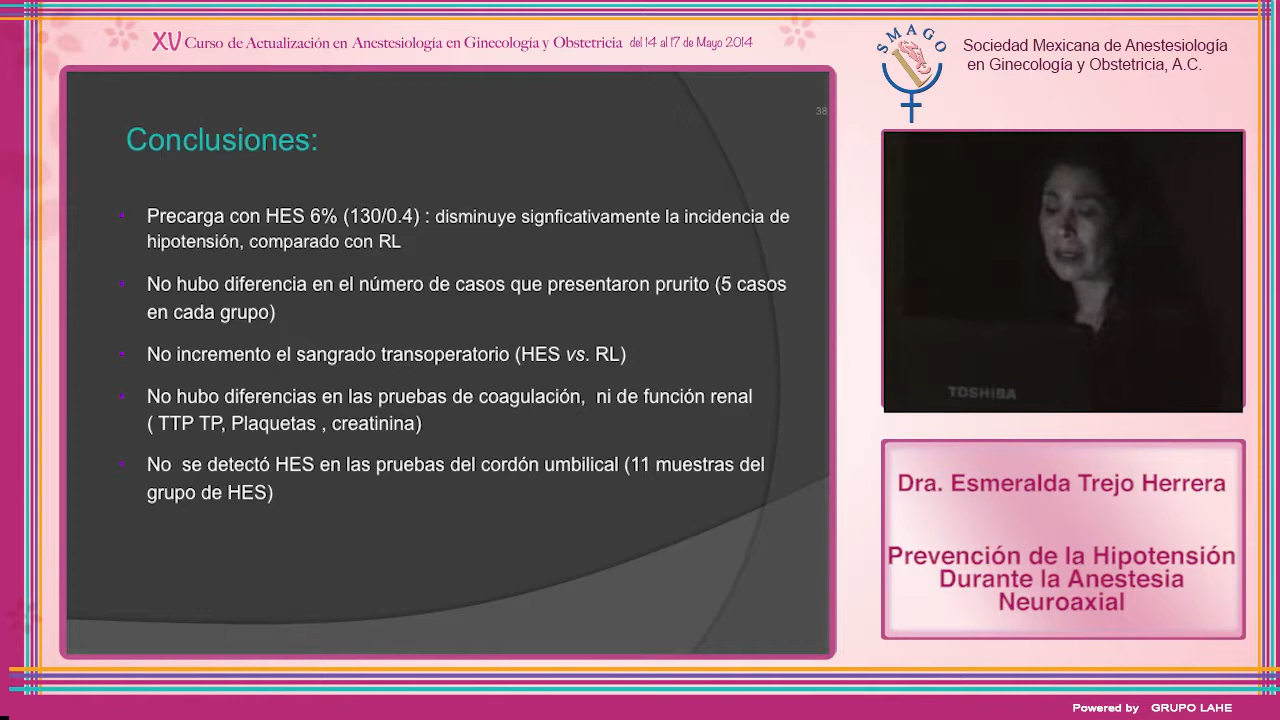 XV Curso de Actualización en Anestesiología en Ginecología y Obstetricia del 14 al 17 de Mayo 2014
SMAGO
Sociedad Mexicana de Anestesiología
en Ginecología y Obstetricia, A.C.
38
Conclusiones:
Precarga con HES 6% (130/0.4) : disminuye signficativamente la incidencia de
hipotensión, comparado con RL
No hubo diferencia en el número de casos que presentaron prurito (5 casos
en cada grupo)
No incremento el sangrado transoperatorio (HES vs. RL)
No hubo diferencias en las pruebas de coagulación, ni de función renal
( TTP TP, Plaquetas , creatinina)
No se detectó HES en las pruebas del cordón umbilical (11 muestras del
grupo de HES)
TOSHIBA
Dra. Esmeralda Trejo Herrera
Prevención de la Hipotensión
Durante la Anestesia
Neuroaxial
Powered by GRUPO LAHE